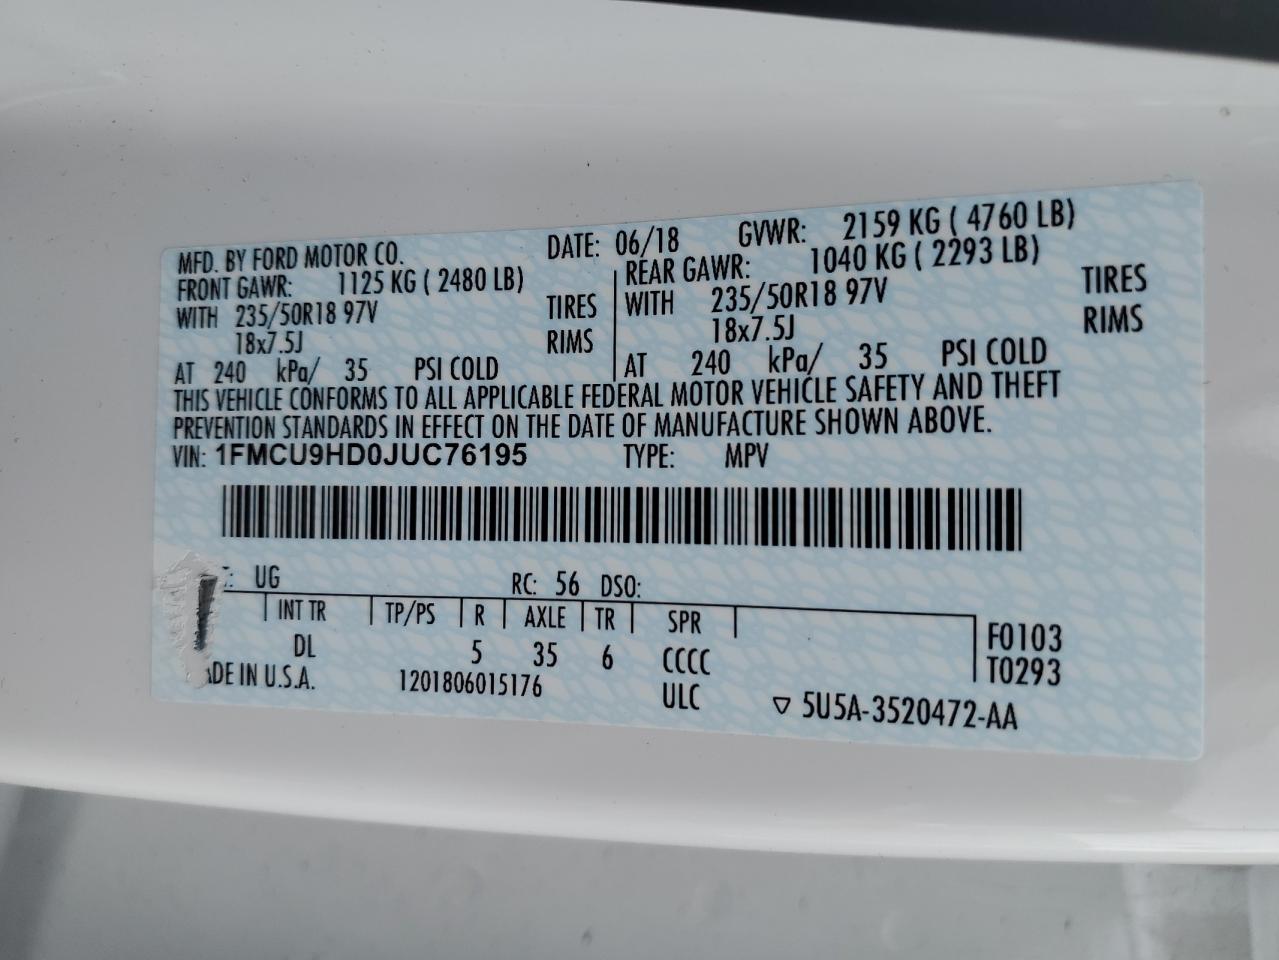 MFD. BY FORD MOTOR CO. DATE: 06/18 GVWR: 2159 KG ( 4760 LB)
FRONT GAWR: 1125 KG ( 2480 LB) REAR GAWR: 1040 KG ( 2293 LB)
WITH 235/50R18 97V TIRES WITH 235/50R18 97V TIRES
18x7.5J RIMS 18x7.5J RIMS
AT 240 kPa/ 35 PSI COLD AT 240 kPa/ 35 PSI COLD
THIS VEHICLE CONFORMS TO ALL APPLICABLE FEDERAL MOTOR VEHICLE SAFETY AND THEFT
PREVENTION STANDARDS IN EFFECT ON THE DATE OF MANUFACTURE SHOWN ABOVE.
VIN: 1FMCU9HD0JUC76195 TYPE: MPV
: UG RC: 56 DSO:
INT TR TP/PS R AXLE TR SPR F0103
DL 5 35 6 CCCC T0293
ADE IN U.S.A. 1201806015176 ULC ▽ 5U5A-3520472-AA